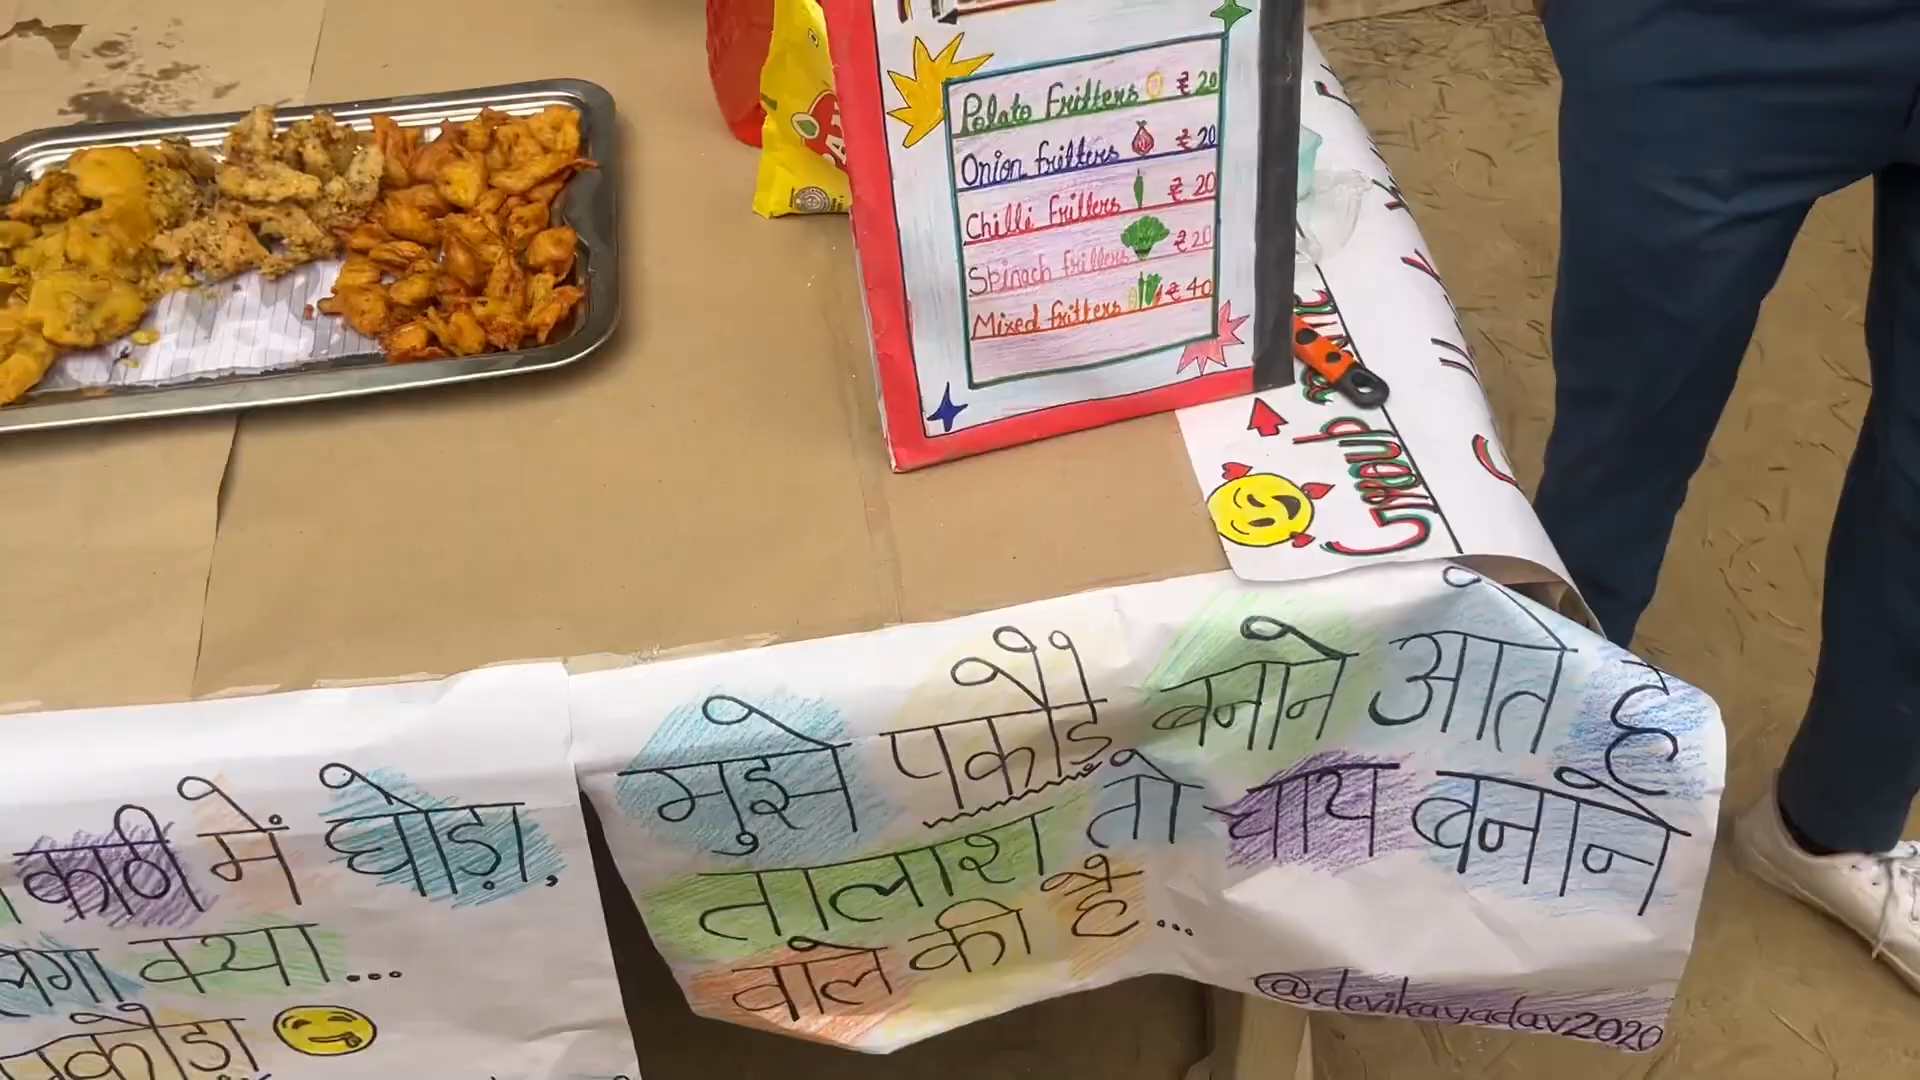 Potato Fritters ₹ 20
Onion fritters ₹ 20
Chilli Fritters ₹ 20
Spinach fritters ₹ 20
Mixed fritters ₹ 40
Group
काठी में घोड़ा,
लेगा क्या...
पकौड़ा
मुझे पकौड़े बनाने आते है
तालाश तो चाय बनाने
वाले की है...
@devikayadav2020